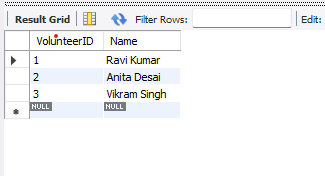 Result Grid Filter Rows: Edit:
VolunteerID Name
1 Ravi Kumar
2 Anita Desai
3 Vikram Singh
NULL NULL